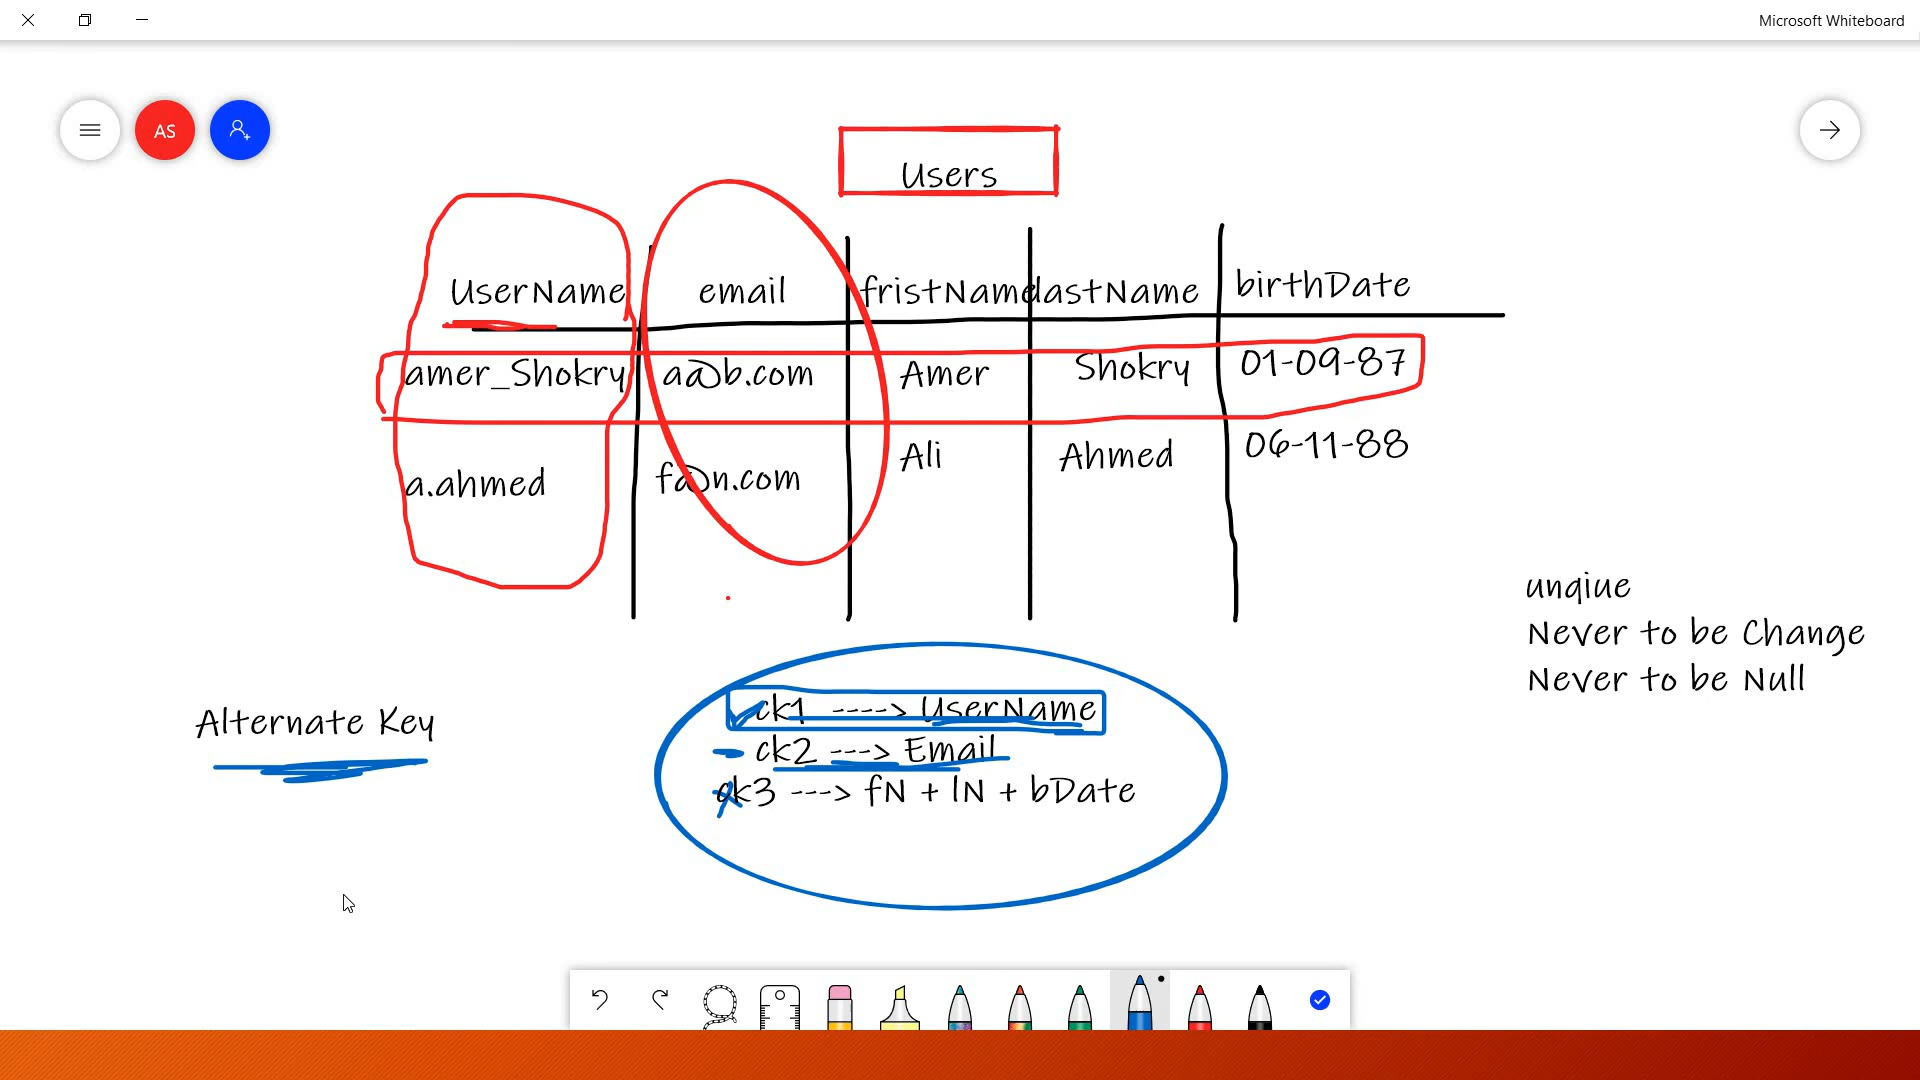 Microsoft Whiteboard
AS
Users
UserName email fristName lastName birthDate
amer_Shokry a@b.com Amer Shokry 01-09-87
a.ahmed f@n.com Ali Ahmed 06-11-88
unqiue
Never to be Change
Never to be Null
Alternate Key
ck1 ----> UserName
ck2 ---> Email
ck3 ---> fN + lN + bDate